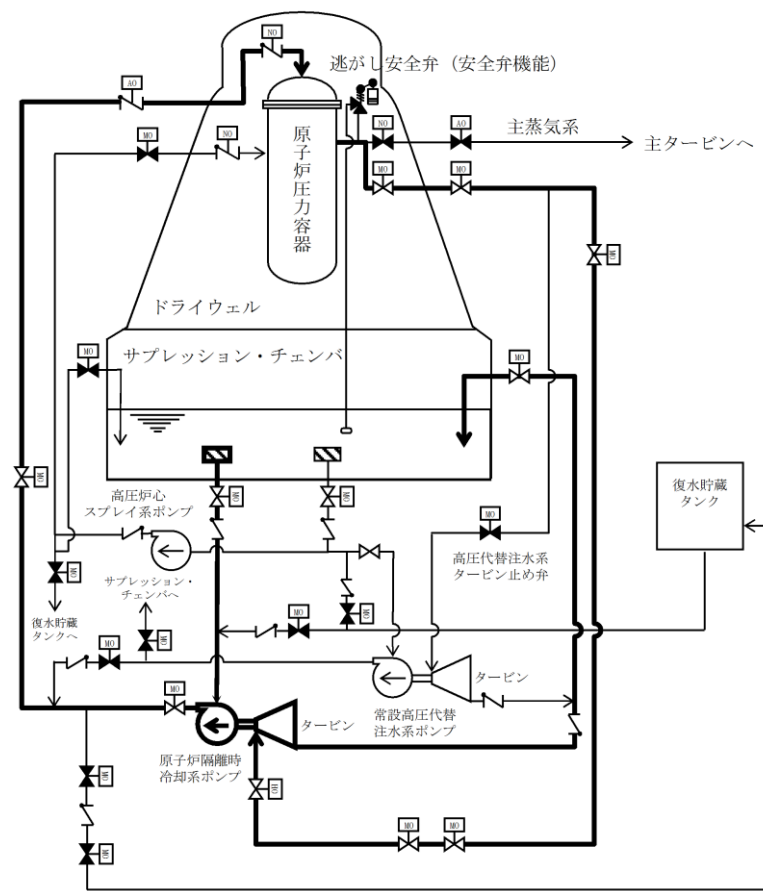 NO
逃がし安全弁（安全弁機能）
AO
MO
NO
NO
AO
主蒸気系
主タービンへ
原子炉圧力容器
MO
MO
MO
ドライウェル
サプレッション・チェンバ
MO
MO
MO
高圧炉心
スプレイ系ポンプ
MO
MO
MO
高圧代替注水系
タービン止め弁
復水貯蔵
タンク
MO
サプレッション・
チェンバへ
復水貯蔵
タンクへ
MO
MO
MO
MO
タービン
MO
タービン
常設高圧代替
注水系ポンプ
原子炉隔離時
冷却系ポンプ
MO
HO
MO
MO
MO